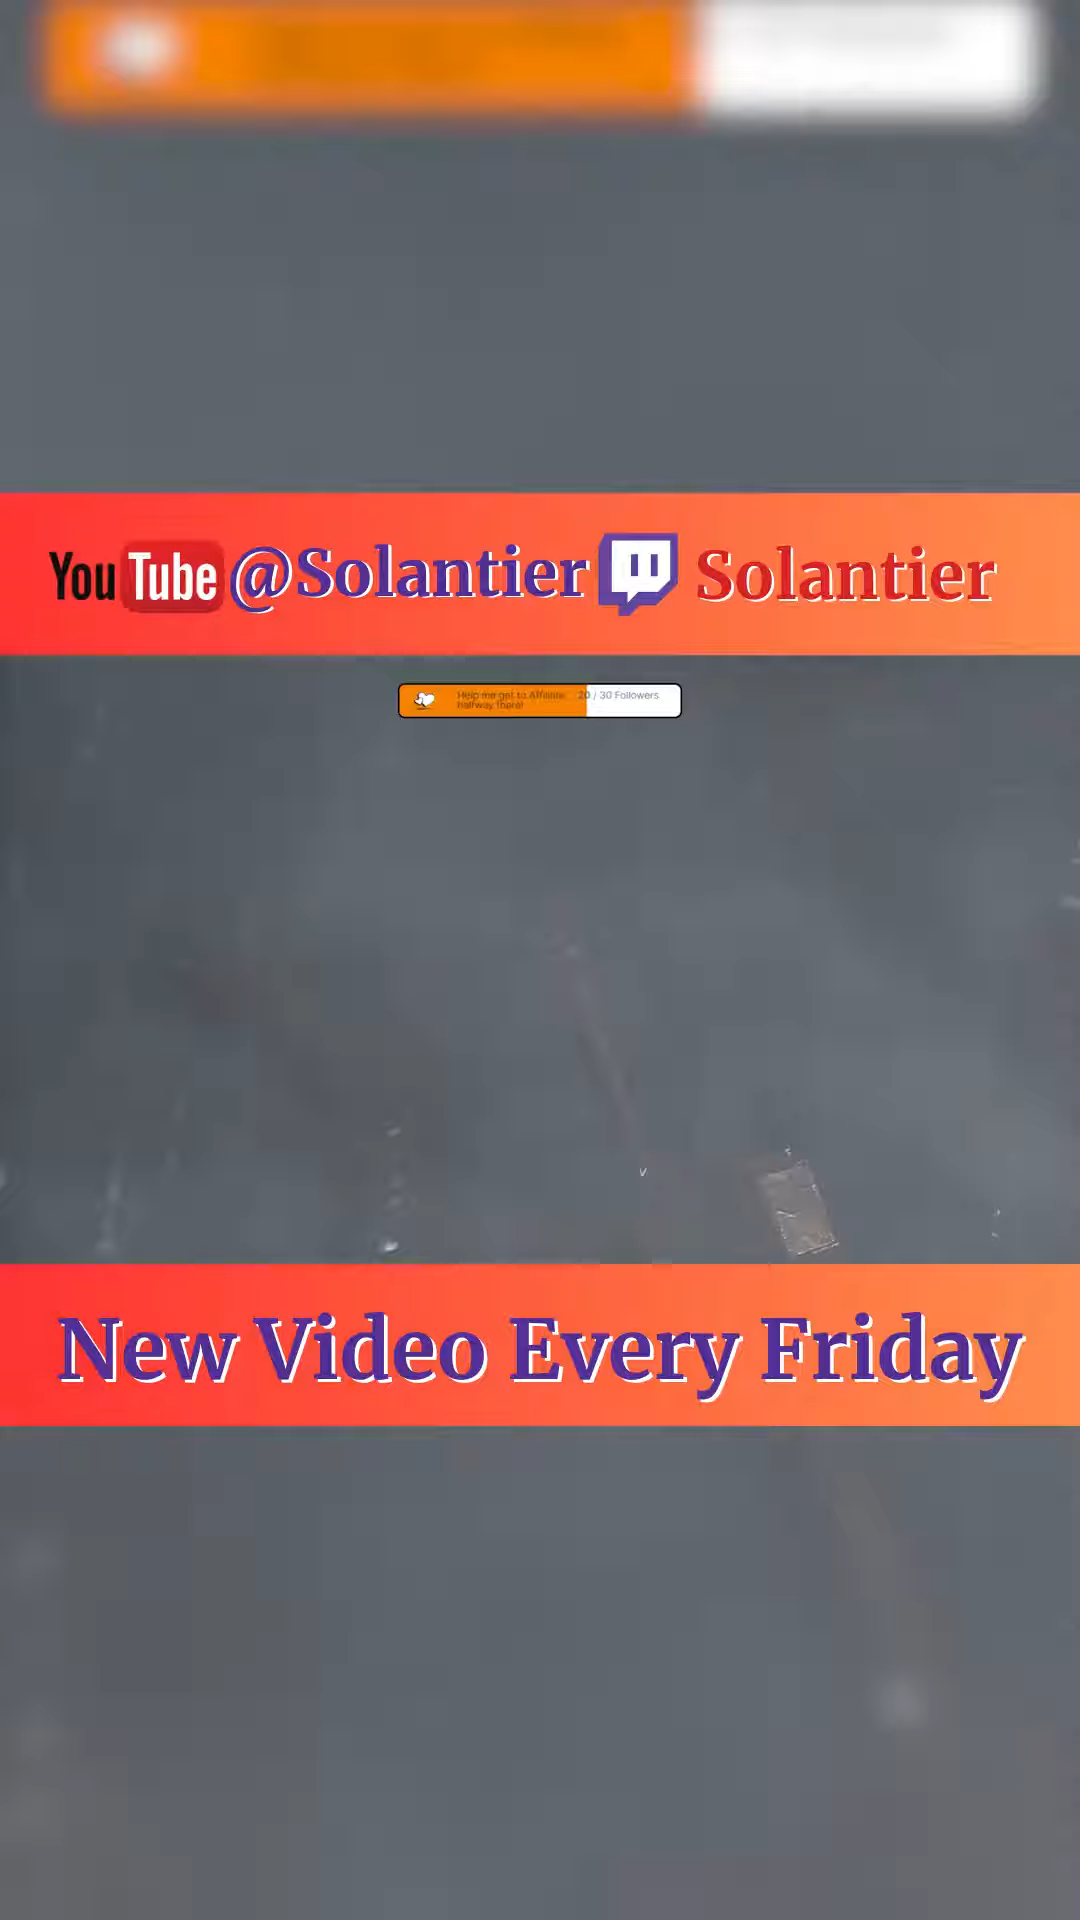 YouTube @Solantier Solantier
Help me get to Affiliate 20 / 30 Followers
halfway there!
New Video Every Friday